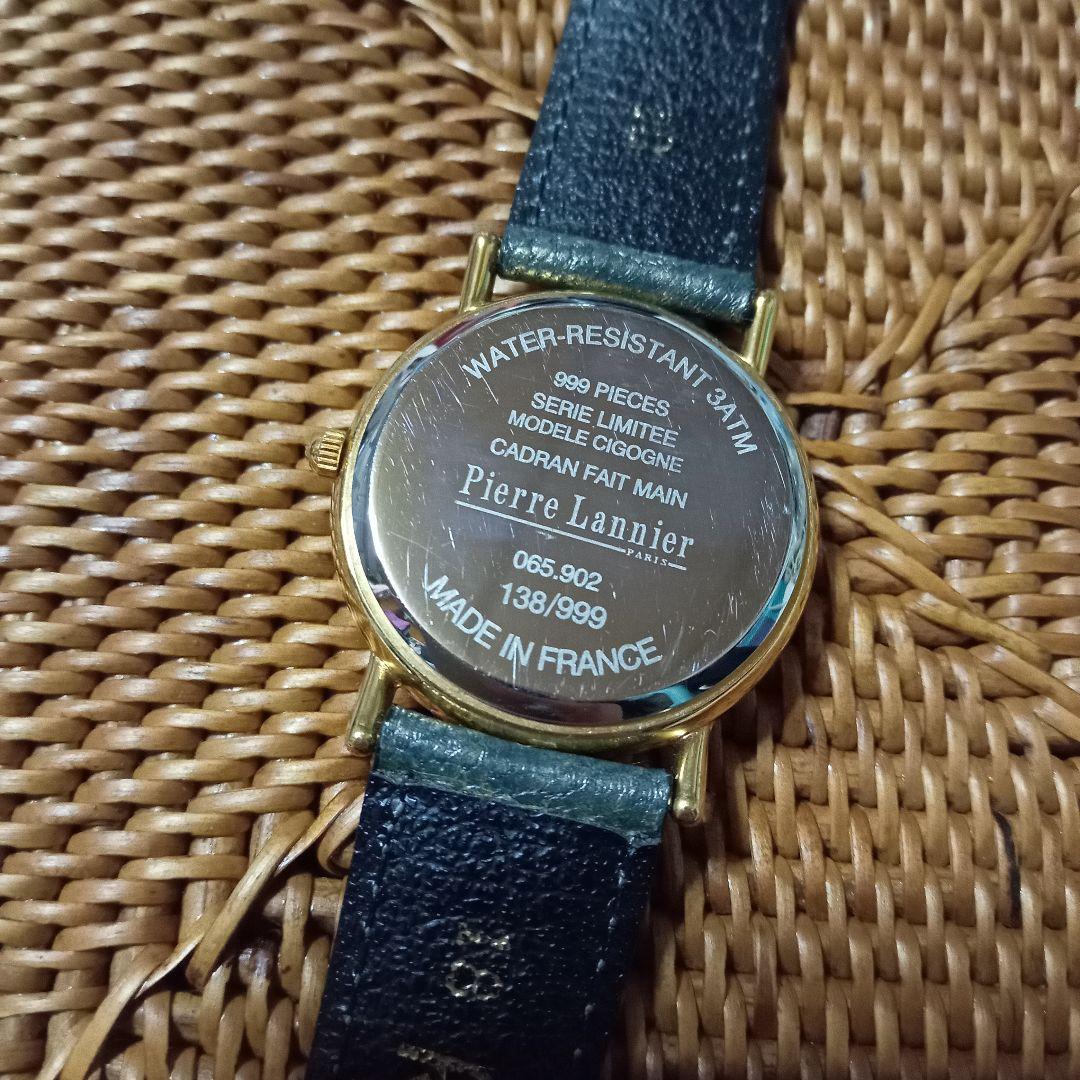 WATER-RESISTANT 3ATM
999 PIECES
SERIE LIMITEE
MODELE CIGOGNE
CADRAN FAIT MAIN
Pierre Lannier
PARIS
065.902
138/999
MADE IN FRANCE